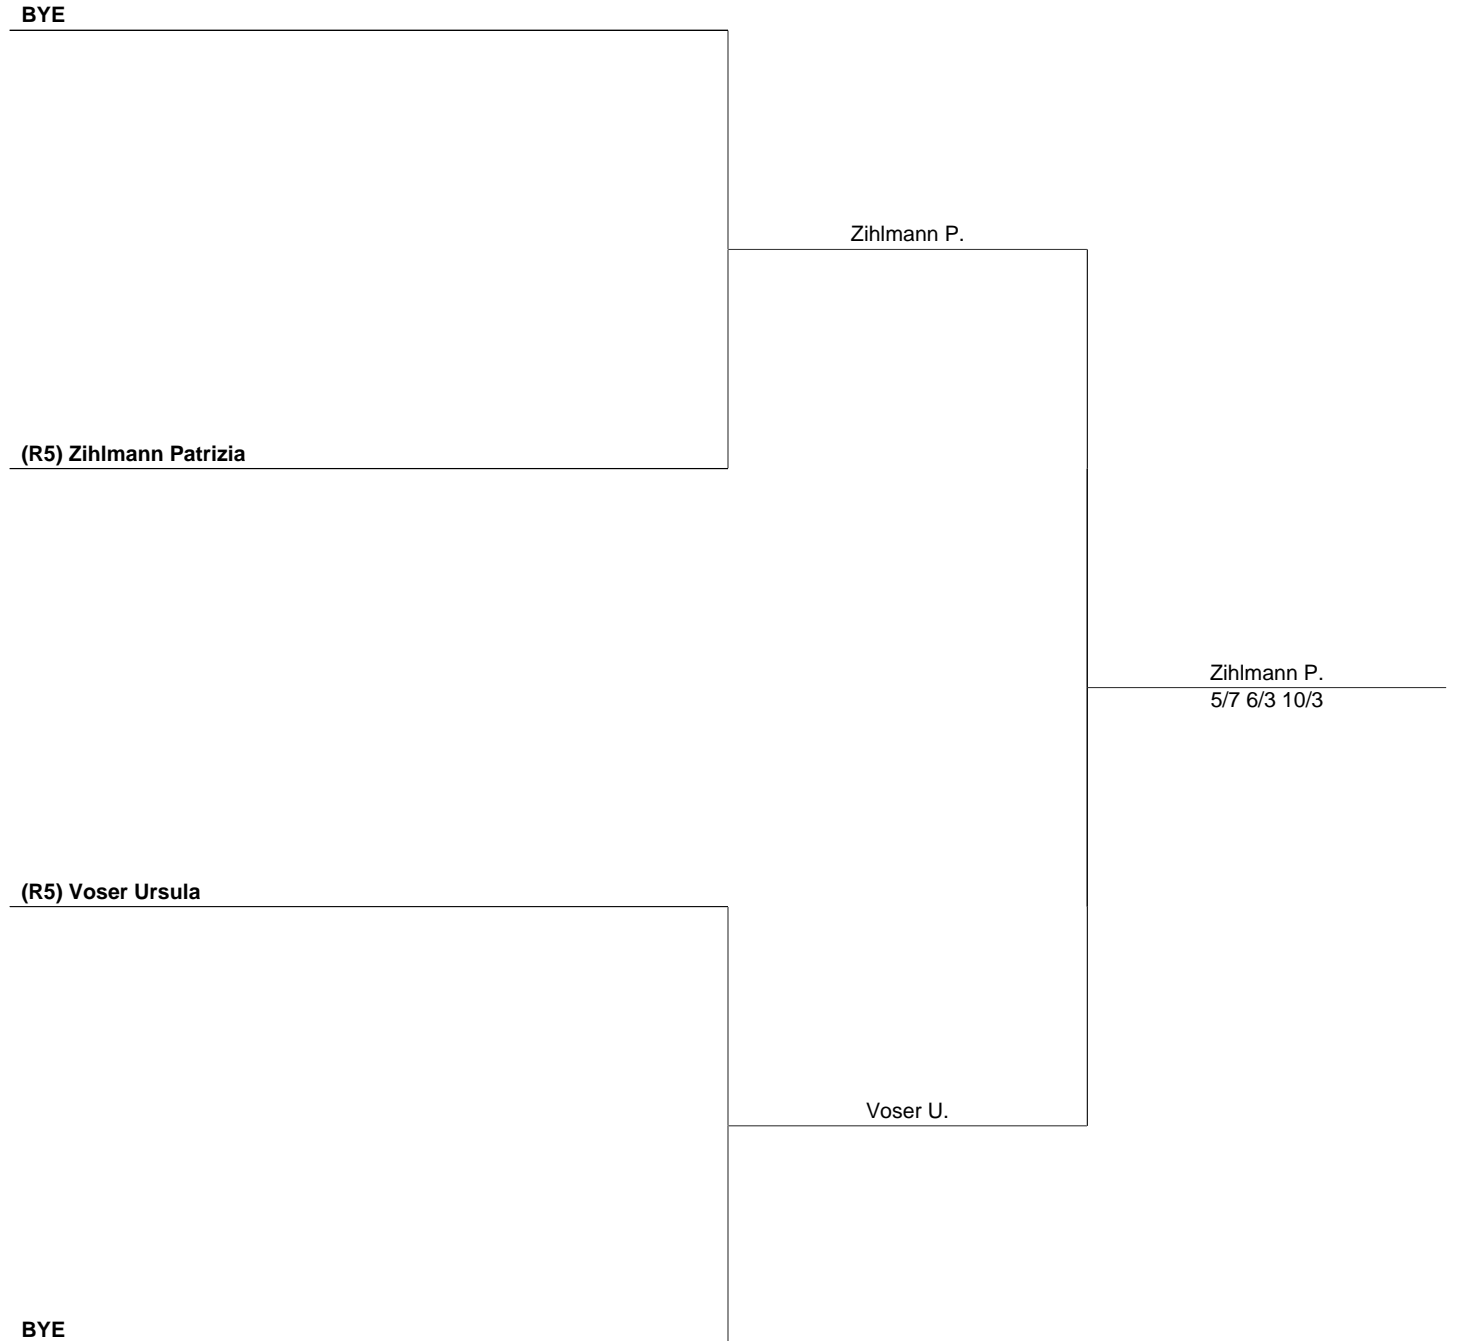 BYE
Zihlmann P.
(R5) Zihlmann Patrizia
Zihlmann P.
5/7 6/3 10/3
(R5) Voser Ursula
Voser U.
BYE